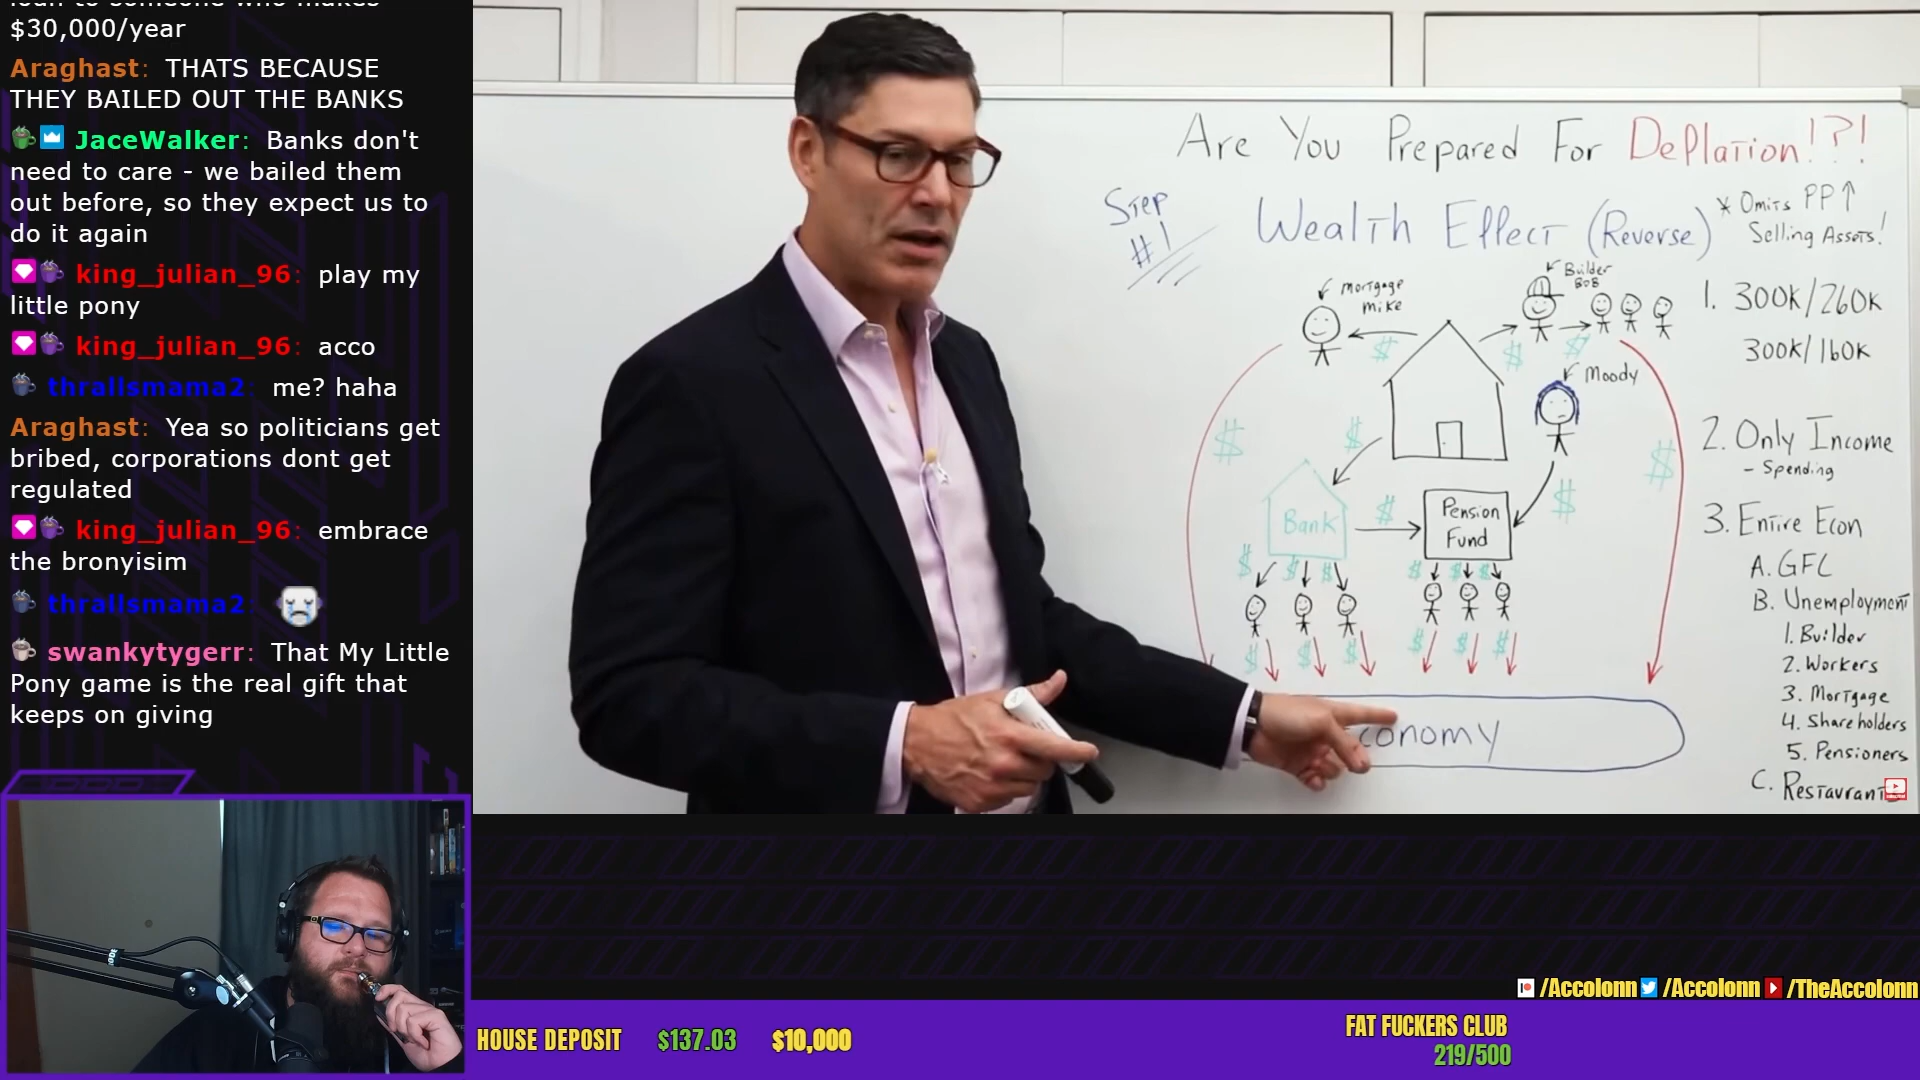 loan to someone who makes
$30,000/year
Araghast: THATS BECAUSE
THEY BAILED OUT THE BANKS
JaceWalker: Banks don't
need to care - we bailed them
out before, so they expect us to
do it again
king_julian_96: play my
little pony
king_julian_96: acco
thrallsmama2: me? haha
Araghast: Yea so politicians get
bribed, corporations dont get
regulated
king_julian_96: embrace
the bronyisim
thrallsmama2:
swankytygerr: That My Little
Pony game is the real gift that
keeps on giving
Are You Prepared For Deflation!?!
Step
#1
Wealth Effect (Reverse)
* Omits PP↑
Selling Assets!
Mortgage
Mike
Builder
Bob
Moody
$
$
$
$
$
$
$
Bank
$
Pension
Fund
$ $ $
$ $ $
$ $ $
$ $ $
Economy
1. 300k/260k
300k/160k
2. Only Income
- Spending
3. Entire Econ
A. GFC
B. Unemployment
1. Builder
2. Workers
3. Mortgage
4. Shareholders
5. Pensioners
C. Restaurant
/Accolonn /Accolonn /TheAccolonn
HOUSE DEPOSIT $137.03 $10,000
FAT FUCKERS CLUB
219/500